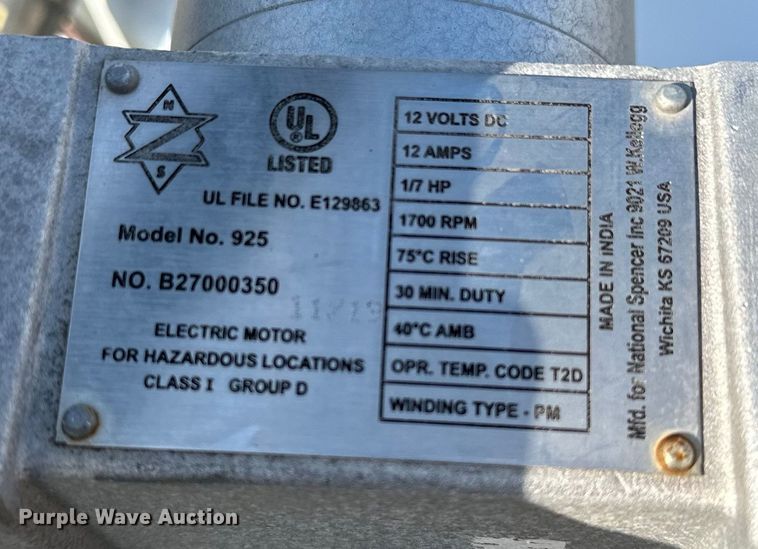 N
S
UL
®
LISTED
UL FILE NO. E129863
Model No. 925
NO. B27000350
ELECTRIC MOTOR
FOR HAZARDOUS LOCATIONS
CLASS I GROUP D
12 VOLTS DC
12 AMPS
1/7 HP
1700 RPM
75°C RISE
30 MIN. DUTY
40°C AMB
OPR. TEMP. CODE T2D
WINDING TYPE - PM
MADE IN INDIA
Mfd. for National Spencer Inc 9021 W.Kellogg
Wichita KS 67209 USA
Purple Wave Auction